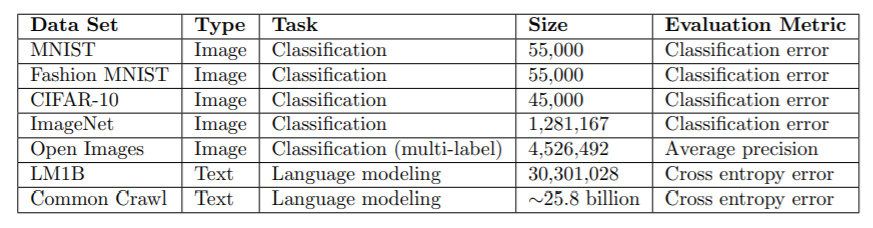 Data Set Type Task Size Evaluation Metric
MNIST Image Classification 55,000 Classification error
Fashion MNIST Image Classification 55,000 Classification error
CIFAR-10 Image Classification 45,000 Classification error
ImageNet Image Classification 1,281,167 Classification error
Open Images Image Classification (multi-label) 4,526,492 Average precision
LM1B Text Language modeling 30,301,028 Cross entropy error
Common Crawl Text Language modeling ~25.8 billion Cross entropy error